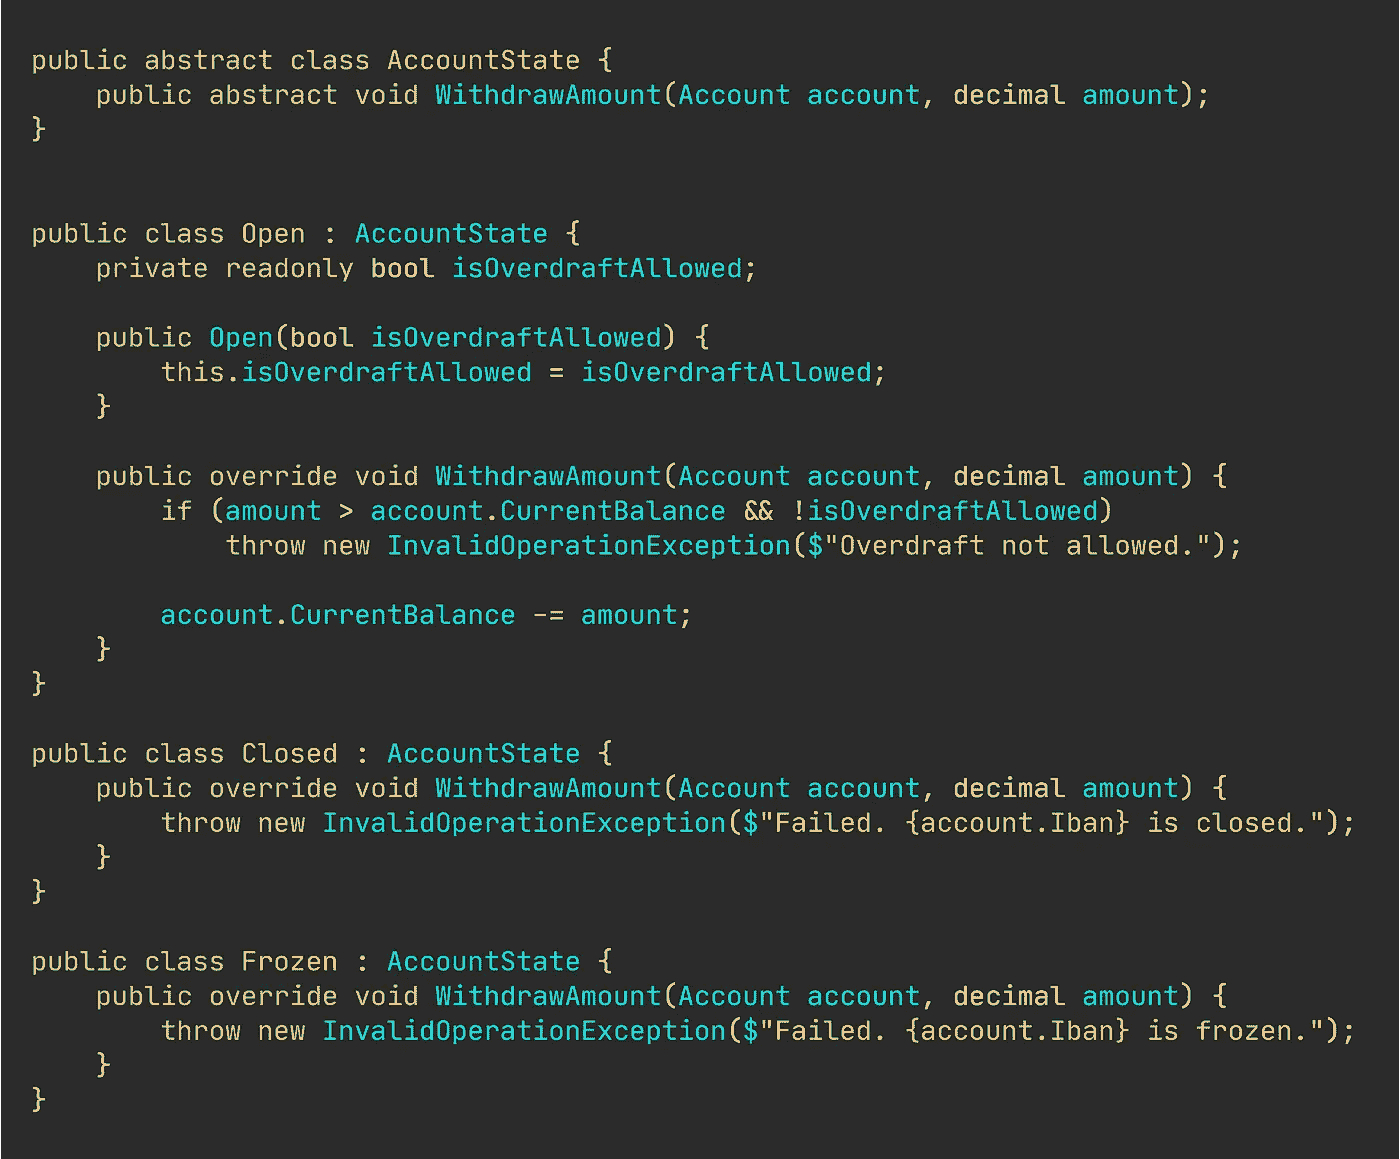 public abstract class AccountState {
    public abstract void WithdrawAmount(Account account, decimal amount);
}
public class Open : AccountState {
    private readonly bool isOverdraftAllowed;
    public Open(bool isOverdraftAllowed) {
        this.isOverdraftAllowed = isOverdraftAllowed;
    }
    public override void WithdrawAmount(Account account, decimal amount) {
        if (amount > account.CurrentBalance && !isOverdraftAllowed)
            throw new InvalidOperationException($"Overdraft not allowed.");
        account.CurrentBalance -= amount;
    }
}
public class Closed : AccountState {
    public override void WithdrawAmount(Account account, decimal amount) {
        throw new InvalidOperationException($"Failed. {account.Iban} is closed.");
    }
}
public class Frozen : AccountState {
    public override void WithdrawAmount(Account account, decimal amount) {
        throw new InvalidOperationException($"Failed. {account.Iban} is frozen.");
    }
}